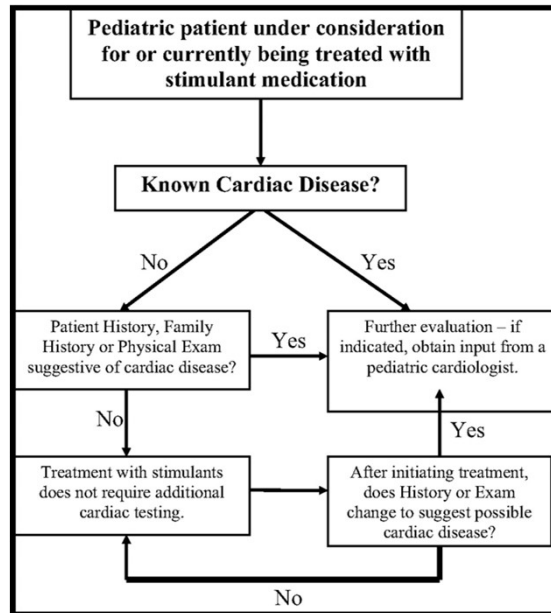 Pediatric patient under consideration
for or currently being treated with
stimulant medication
Known Cardiac Disease?
No
Yes
Patient History, Family
History or Physical Exam
suggestive of cardiac disease?
Yes
Further evaluation – if
indicated, obtain input from a
pediatric cardiologist.
No
Yes
Treatment with stimulants
does not require additional
cardiac testing.
After initiating treatment,
does History or Exam
change to suggest possible
cardiac disease?
No